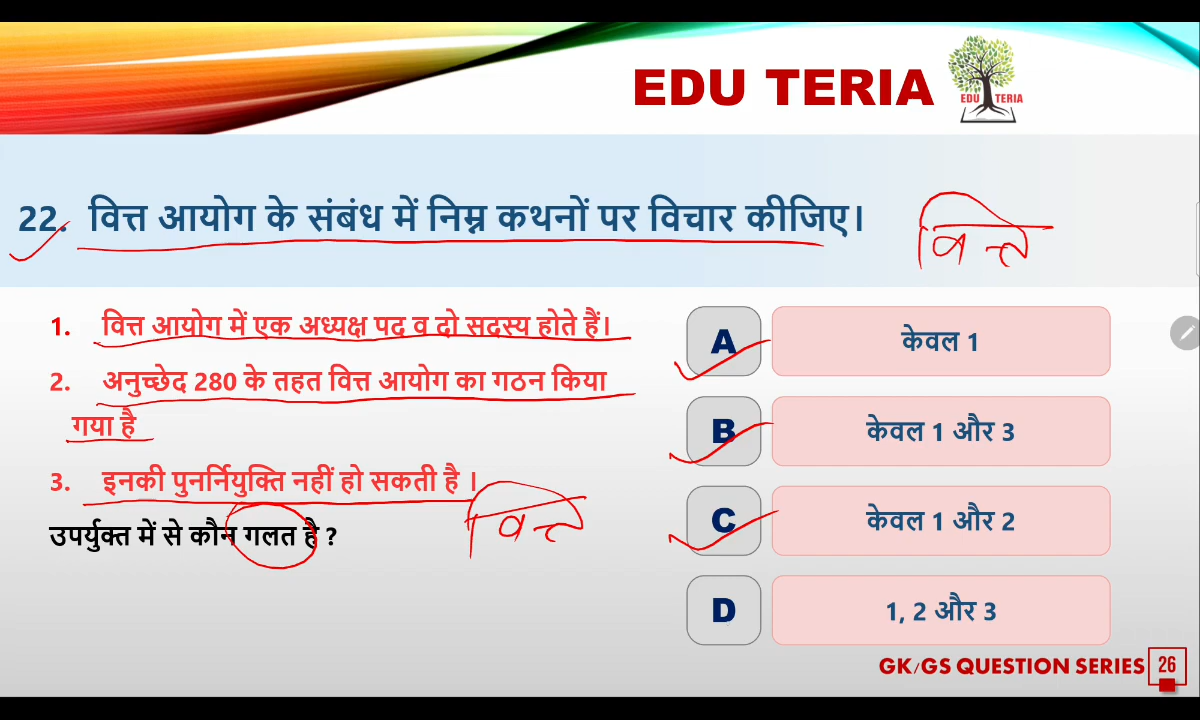 EDU TERIA
EDU TERIA
22. वित्त आयोग के संबंध में निम्न कथनों पर विचार कीजिए।
वित्त
1. वित्त आयोग में एक अध्यक्ष पद व दो सदस्य होते हैं।
2. अनुच्छेद 280 के तहत वित्त आयोग का गठन किया
गया है
3. इनकी पुनर्नियुक्ति नहीं हो सकती है ।
उपर्युक्त में से कौन गलत है ?
वित्त
A केवल 1
B केवल 1 और 3
C केवल 1 और 2
D 1, 2 और 3
GK/GS QUESTION SERIES 26